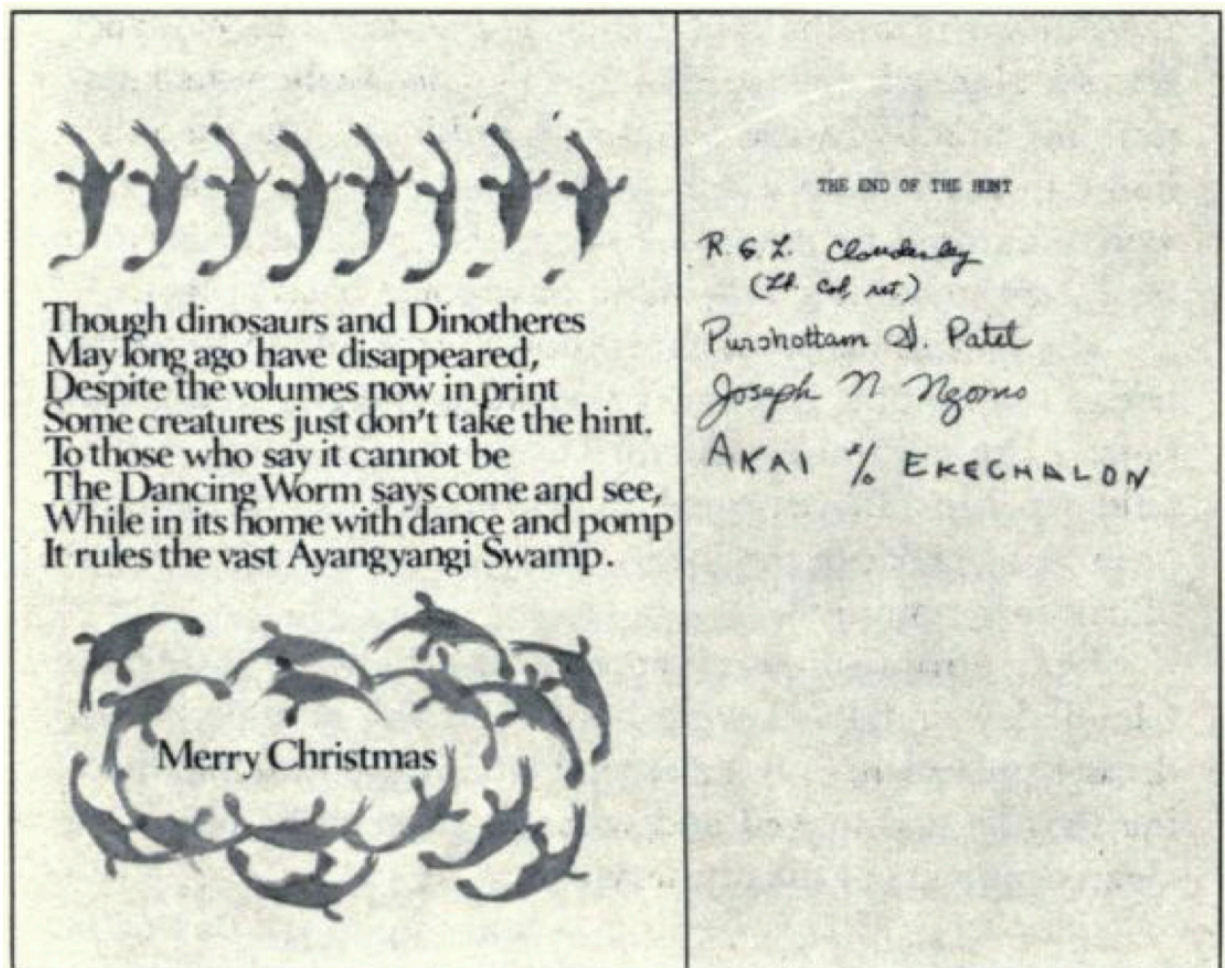 Though dinosaurs and Dinotheres
May long ago have disappeared,
Despite the volumes now in print
Some creatures just don't take the hint.
To those who say it cannot be
The Dancing Worm says come and see,
While in its home with dance and pomp
It rules the vast Ayangyangi Swamp.
Merry Christmas
THE END OF THE HUNT
R. G. L. Cloudesley
(Lt. Col, ret.)
Purshottam S. Patel
Joseph N. Ngomo
AKAI % EKECHALON